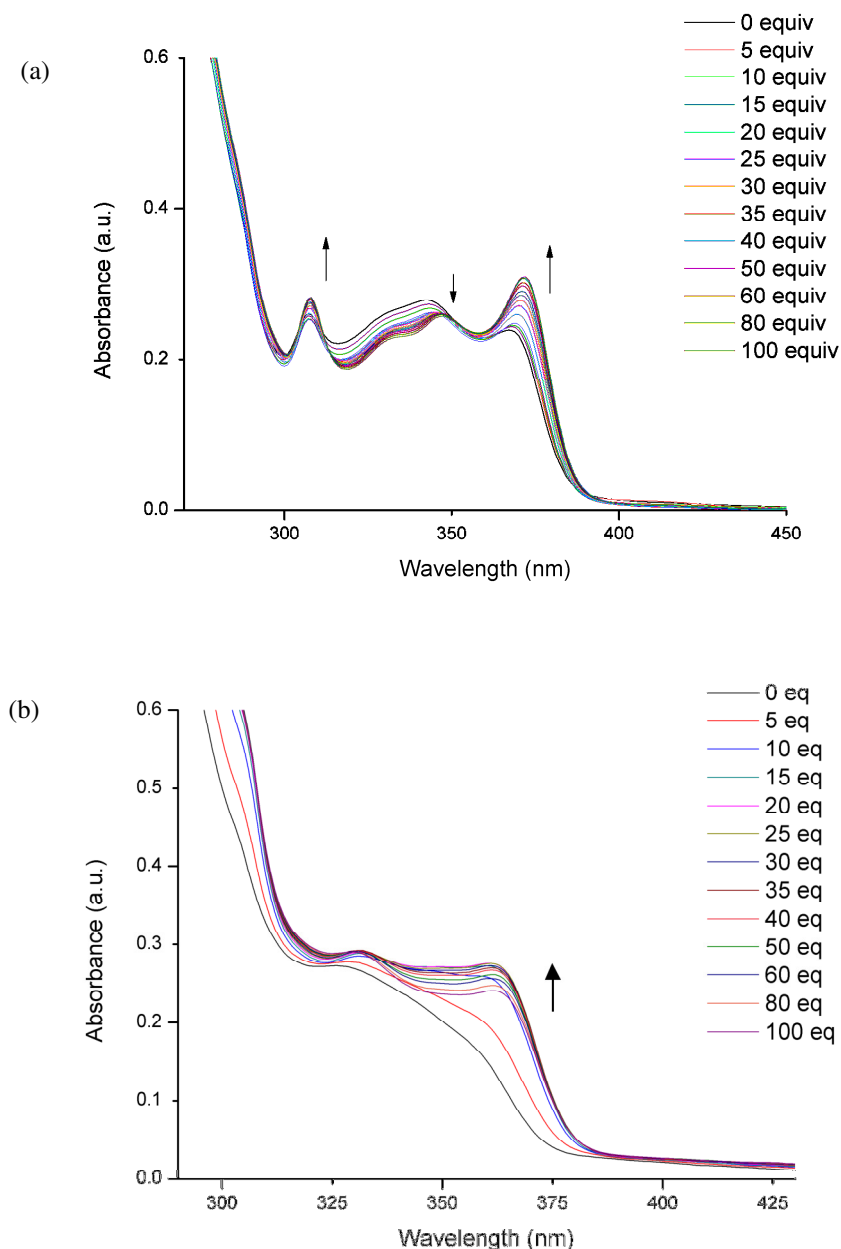 (a)
0 equiv
5 equiv
10 equiv
15 equiv
20 equiv
25 equiv
30 equiv
35 equiv
40 equiv
50 equiv
60 equiv
80 equiv
100 equiv
0.6
0.4
0.2
0.0
Absorbance (a.u.)
300 350 400 450
Wavelength (nm)
(b)
0 eq
5 eq
10 eq
15 eq
20 eq
25 eq
30 eq
35 eq
40 eq
50 eq
60 eq
80 eq
100 eq
0.6
0.5
0.4
0.3
0.2
0.1
0.0
Absorbance (a.u.)
300 325 350 375 400 425
Wavelength (nm)